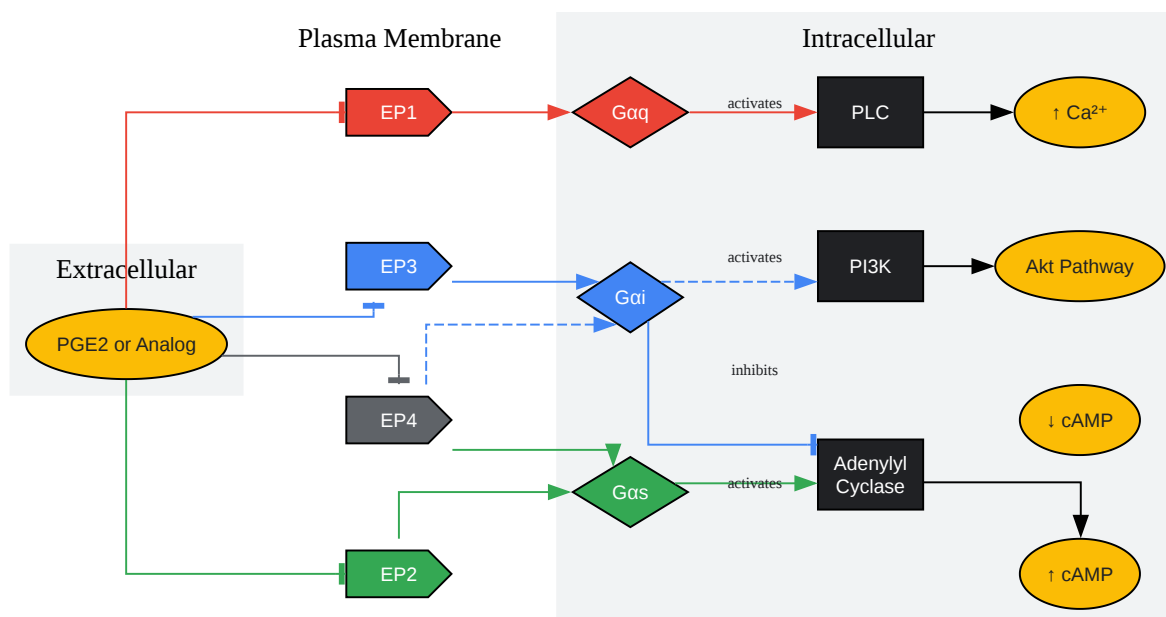 Plasma Membrane
Intracellular
EP1
Gαq
activates
PLC
↑ Ca²⁺
Extracellular
EP3
Gαi
activates
PI3K
Akt Pathway
PGE2 or Analog
inhibits
EP4
↓ cAMP
Gαs
activates
Adenylyl
Cyclase
EP2
↑ cAMP